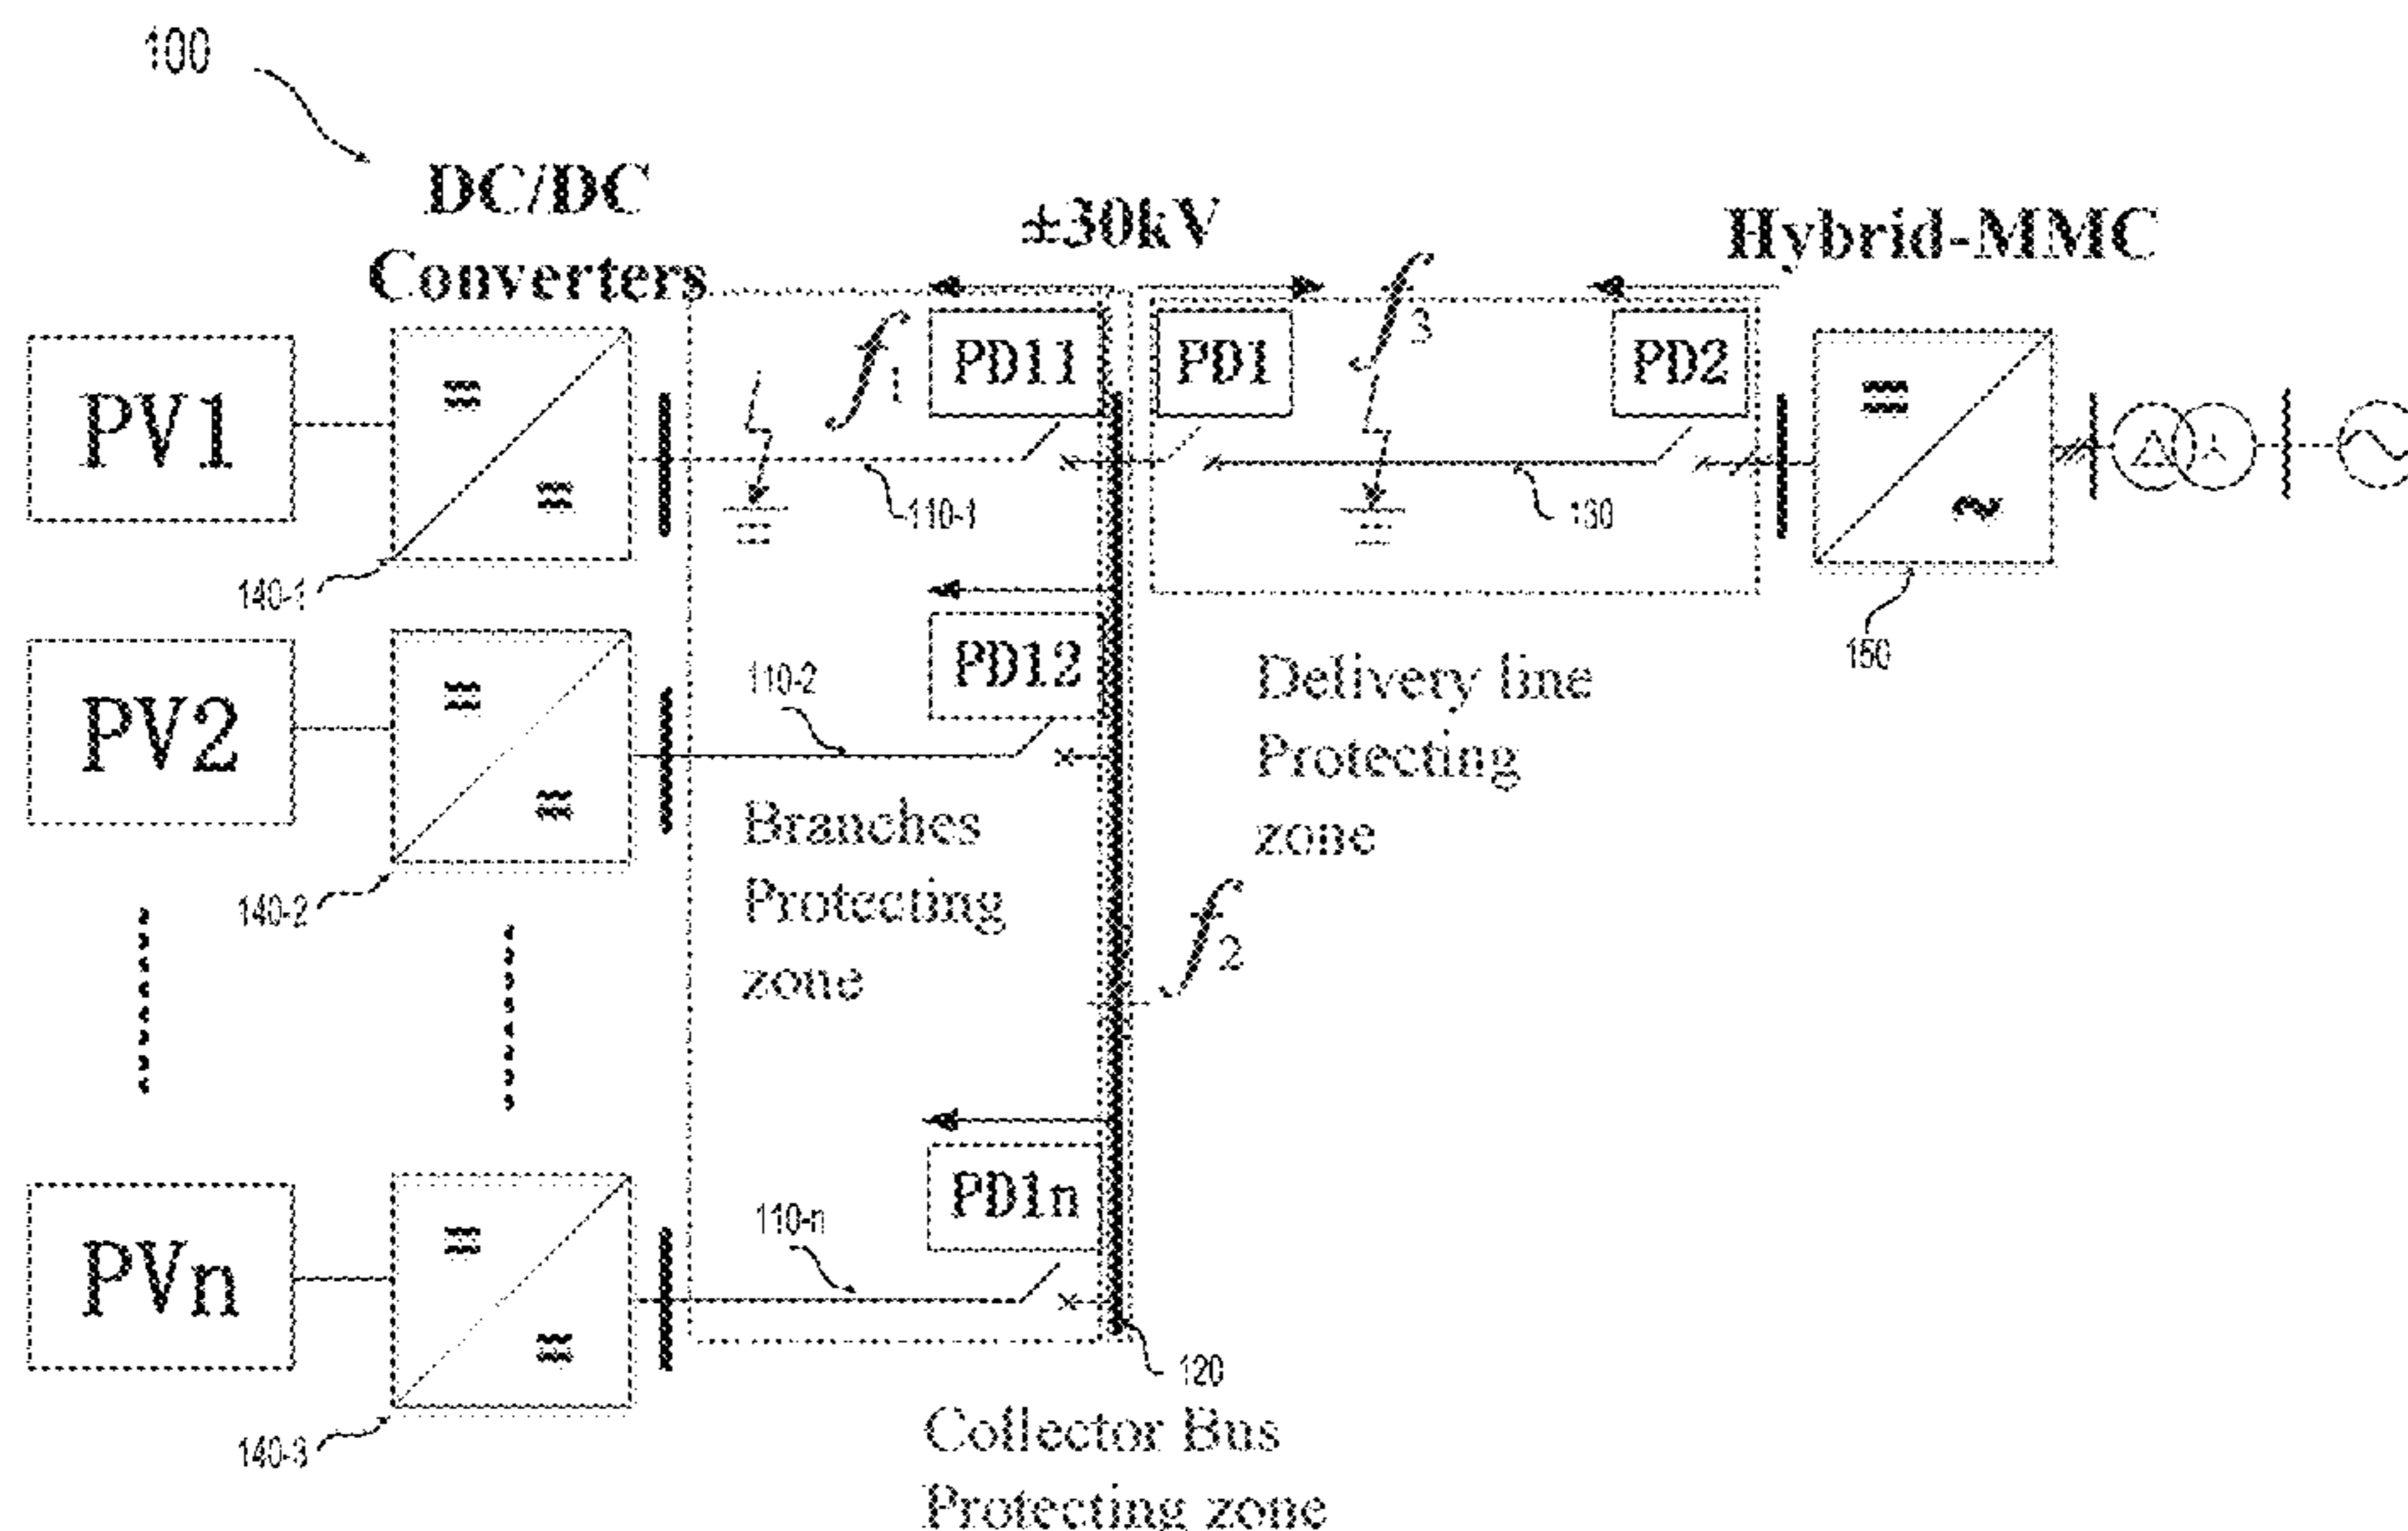 100
DC/DC
Converters
±30kV
Hybrid-MMC
PV1
f1
PD11
PD1
f3
PD2
110-1
130
140-1
150
PV2
110-2
PD12
Delivery line
Protecting
zone
140-2
Branches
Protecting
zone
f2
PVn
110-n
PD1n
140-3
120
Collector Bus
Protecting zone